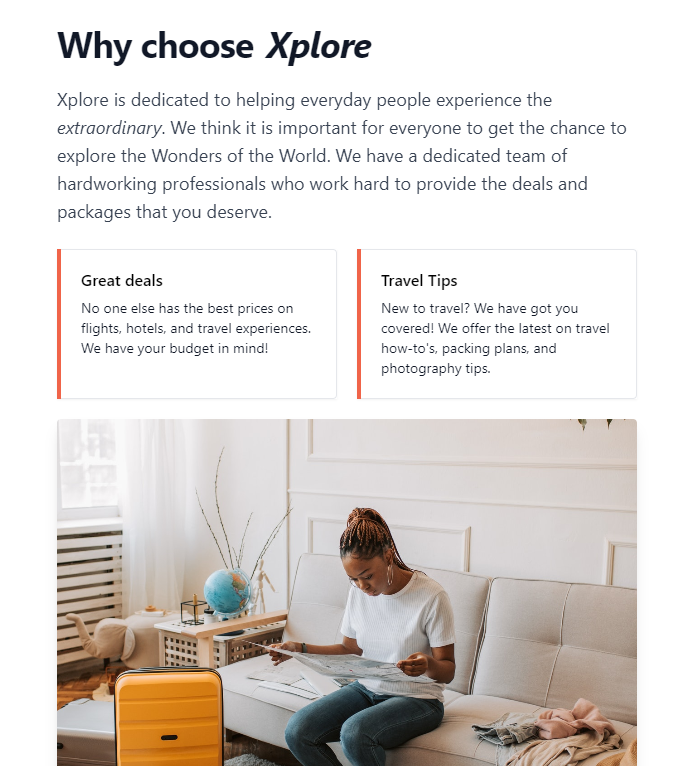 Why choose Xplore
Xplore is dedicated to helping everyday people experience the
extraordinary. We think it is important for everyone to get the chance to
explore the Wonders of the World. We have a dedicated team of
hardworking professionals who work hard to provide the deals and
packages that you deserve.
Great deals
No one else has the best prices on
flights, hotels, and travel experiences.
We have your budget in mind!
Travel Tips
New to travel? We have got you
covered! We offer the latest on travel
how-to's, packing plans, and
photography tips.